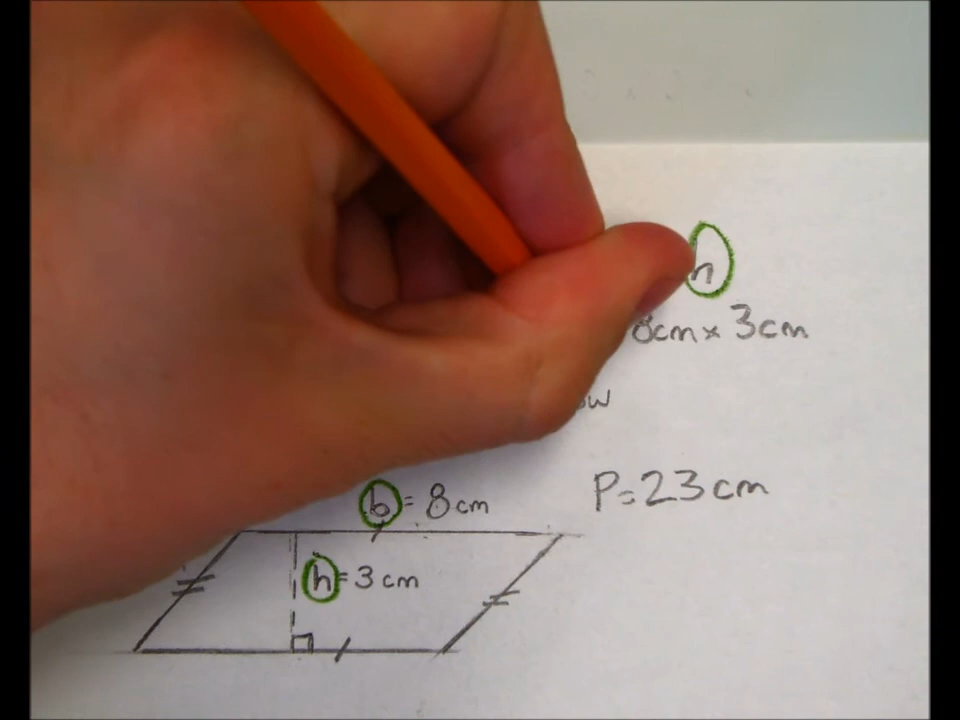 h
8cm x 3cm
P=23cm
b = 8cm
h = 3cm